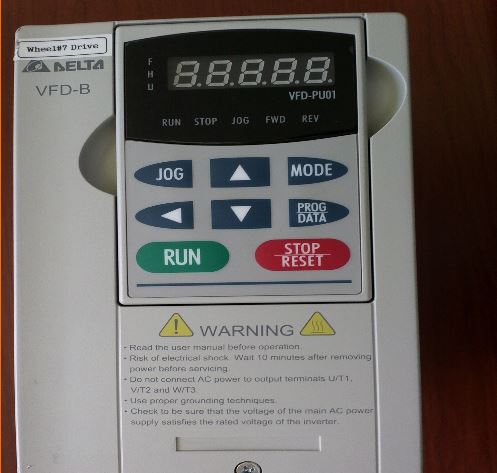 Wheel#7 Drive
DELTA
VFD-B
F
H
U
8.8.8.8.8.
VFD-PU01
RUN STOP JOG FWD REV
JOG
MODE
PROG
DATA
RUN
STOP
RESET
WARNING
• Read the user manual before operation.
• Risk of electrical shock. Wait 10 minutes after removing
power before servicing.
• Do not connect AC power to output terminals U/T1,
V/T2 and W/T3.
• Use proper grounding techniques.
• Check to be sure that the voltage of the main AC power
supply satisfies the rated voltage of the inverter.